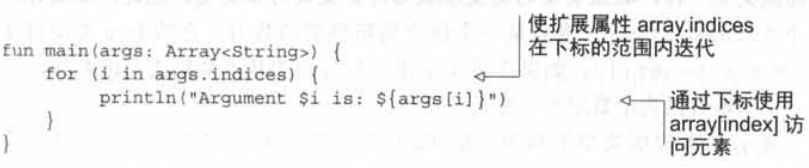 使扩展属性 array.indices
在下标的范围内迭代
fun main(args: Array<String>) {
    for (i in args.indices) {
        println("Argument $i is: ${args[i]}")
    }
}
通过下标使用
array[index] 访
问元素